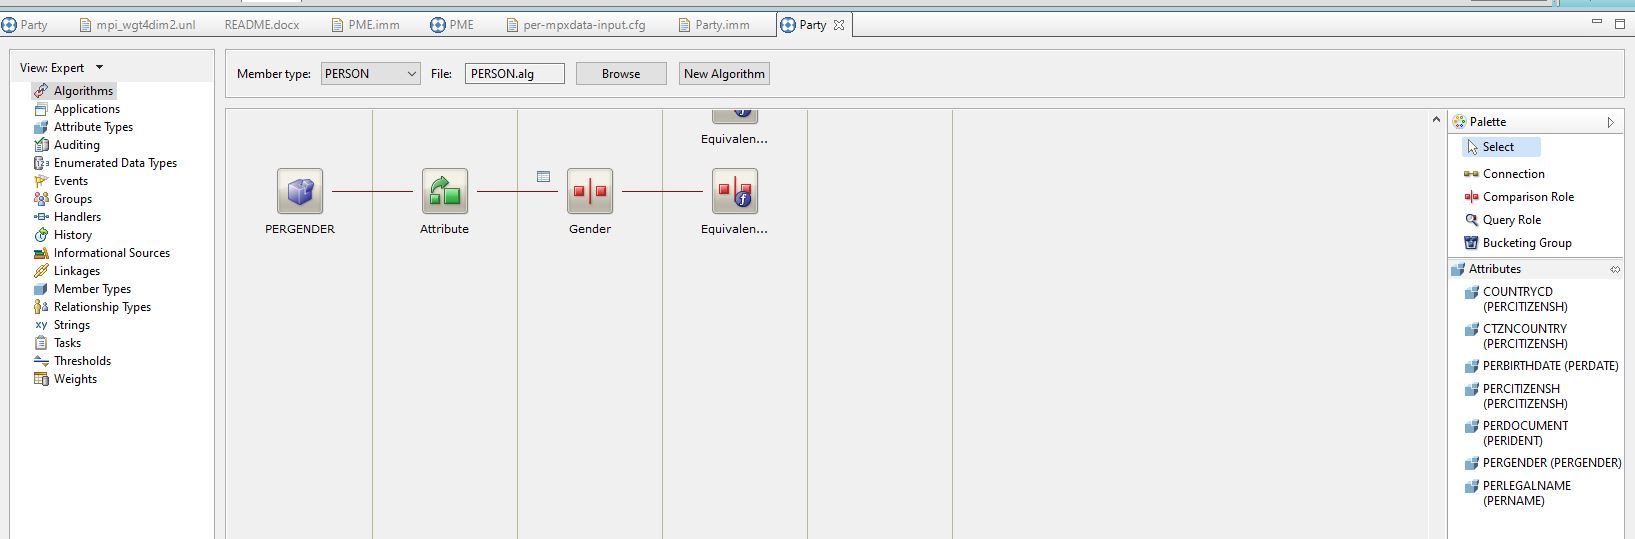 Party mpi_wgt4dim2.unl README.docx PME.imm PME per-mpxdata-input.cfg Party.imm Party
View: Expert
Algorithms
Applications
Attribute Types
Auditing
Enumerated Data Types
Events
Groups
Handlers
History
Informational Sources
Linkages
Member Types
Relationship Types
Strings
Tasks
Thresholds
Weights
Member type: PERSON File: PERSON.alg Browse New Algorithm
Equivalen...
PERGENDER Attribute Gender Equivalen...
Palette
Select
Connection
Comparison Role
Query Role
Bucketing Group
Attributes
COUNTRYCD
(PERCITIZENSH)
CTZNCOUNTRY
(PERCITIZENSH)
PERBIRTHDATE (PERDATE)
PERCITIZENSH
(PERCITIZENSH)
PERDOCUMENT
(PERIDENT)
PERGENDER (PERGENDER)
PERLEGALNAME
(PERNAME)